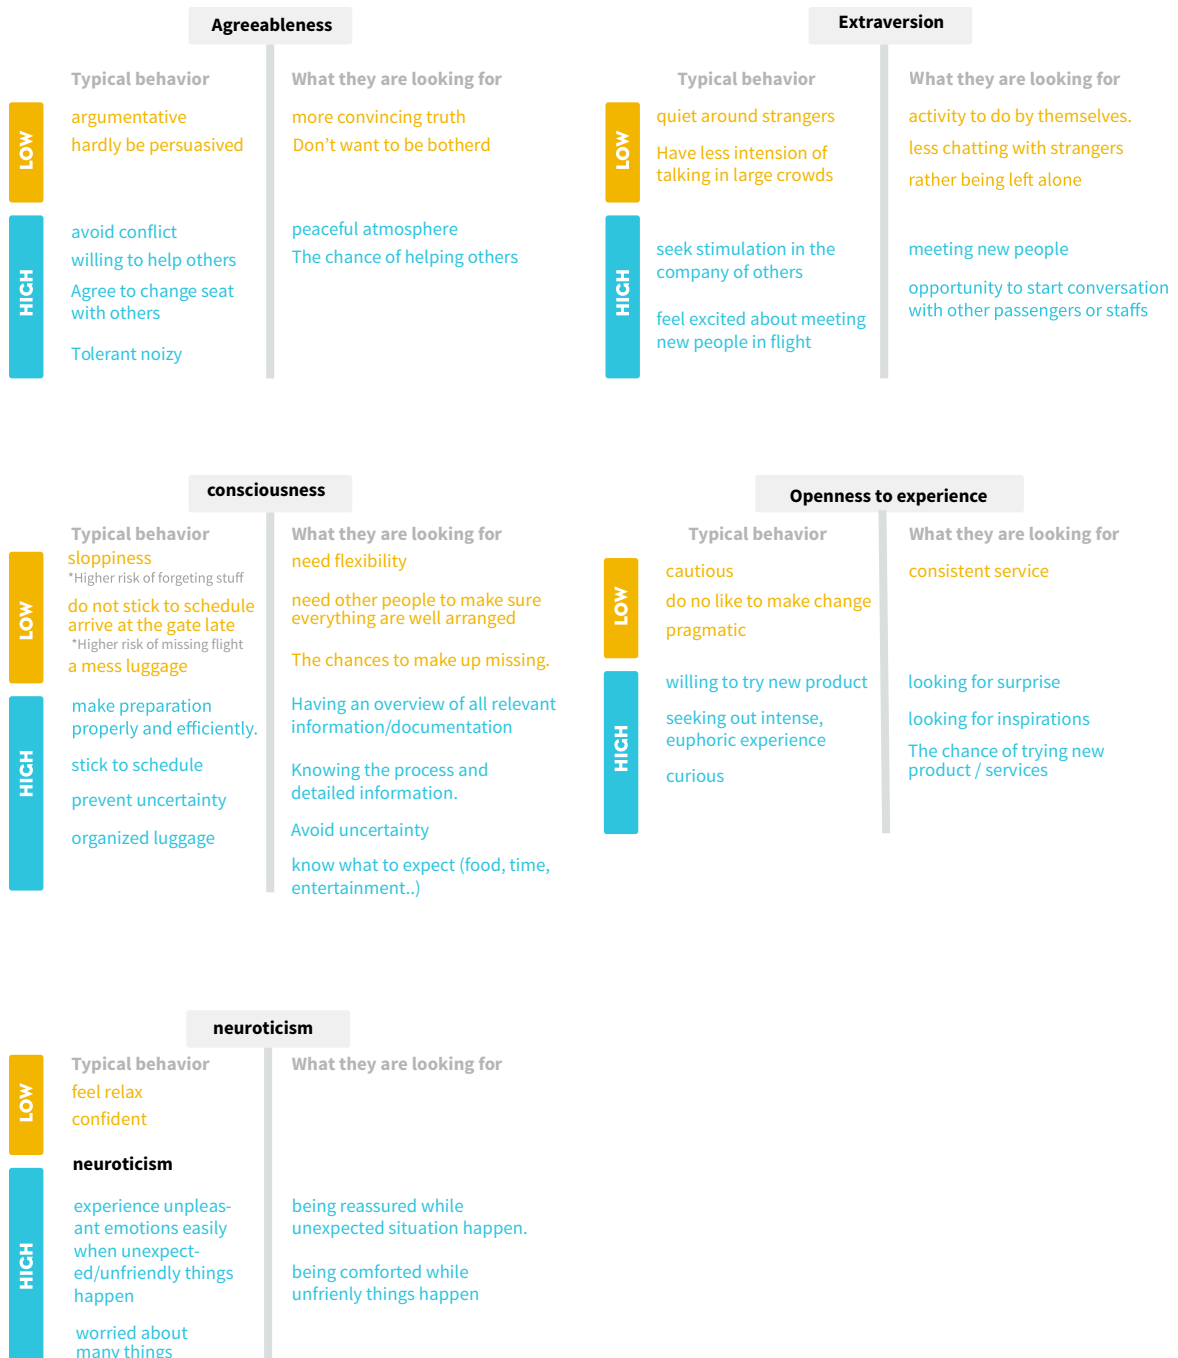 Agreeableness
Typical behavior
What they are looking for
LOW
argumentative
hardly be persuasived
more convincing truth
Don't want to be botherd
HIGH
avoid conflict
willing to help others
Agree to change seat
with others
Tolerant noizy
peaceful atmosphere
The chance of helping others
Extraversion
Typical behavior
What they are looking for
LOW
quiet around strangers
Have less intension of
talking in large crowds
activity to do by themselves.
less chatting with strangers
rather being left alone
HIGH
seek stimulation in the
company of others
feel excited about meeting
new people in flight
meeting new people
opportunity to start conversation
with other passengers or staffs
consciousness
Typical behavior
What they are looking for
LOW
sloppiness
*Higher risk of forgeting stuff
do not stick to schedule
arrive at the gate late
*Higher risk of missing flight
a mess luggage
need flexibility
need other people to make sure
everything are well arranged
The chances to make up missing.
HIGH
make preparation
properly and efficiently.
stick to schedule
prevent uncertainty
organized luggage
Having an overview of all relevant
information/documentation
Knowing the process and
detailed information.
Avoid uncertainty
know what to expect (food, time,
entertainment..)
Openness to experience
Typical behavior
What they are looking for
LOW
cautious
do no like to make change
pragmatic
consistent service
HIGH
willing to try new product
seeking out intense,
euphoric experience
curious
looking for surprise
looking for inspirations
The chance of trying new
product / services
neuroticism
Typical behavior
What they are looking for
LOW
feel relax
confident
neuroticism
HIGH
experience unpleas-
ant emotions easily
when unexpect-
ed/unfriendly things
happen
worried about
many things
being reassured while
unexpected situation happen.
being comforted while
unfrienly things happen